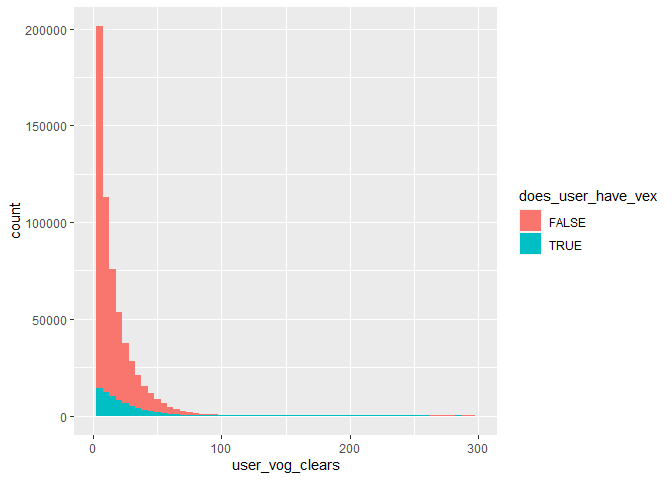 200000
150000
100000
50000
0
count
0 100 200 300
user_vog_clears
does_user_have_vex
FALSE
TRUE